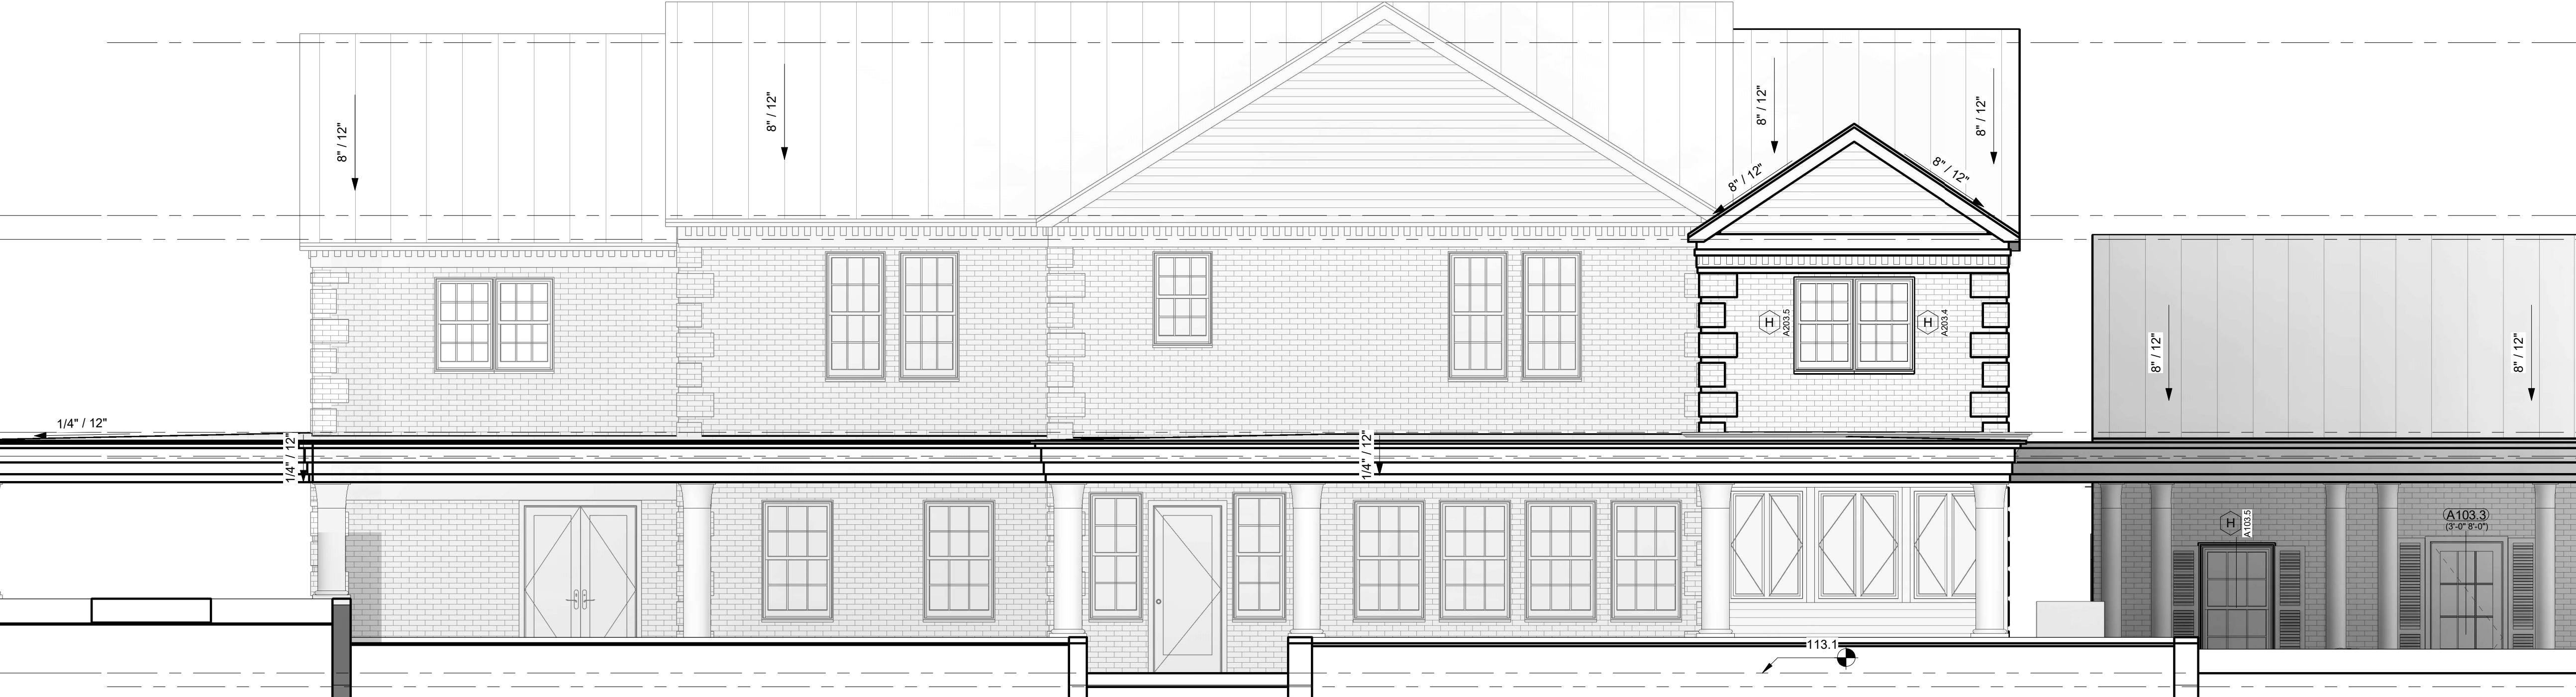 8" / 12"
8" / 12"
8" / 12"
8" / 12"
8" / 12"
8" / 12"
H
A203.5
H
A203.4
8" / 12"
8" / 12"
1/4" / 12"
1/4" / 12"
1/4" / 12"
H
A103.5
A103.3
(3'-0" 8'-0")
113.1